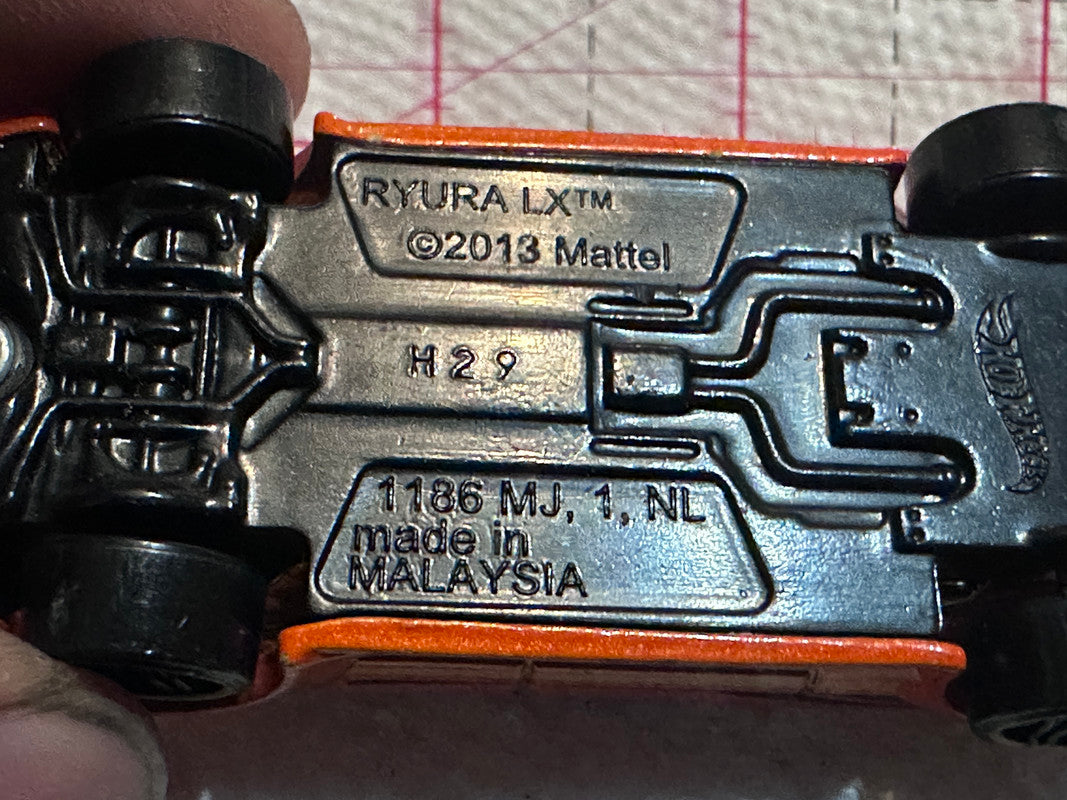 RYURA LX™
©2013 Mattel
H29
HOT WHEELS
1186 MJ, 1, NL
made in
MALAYSIA